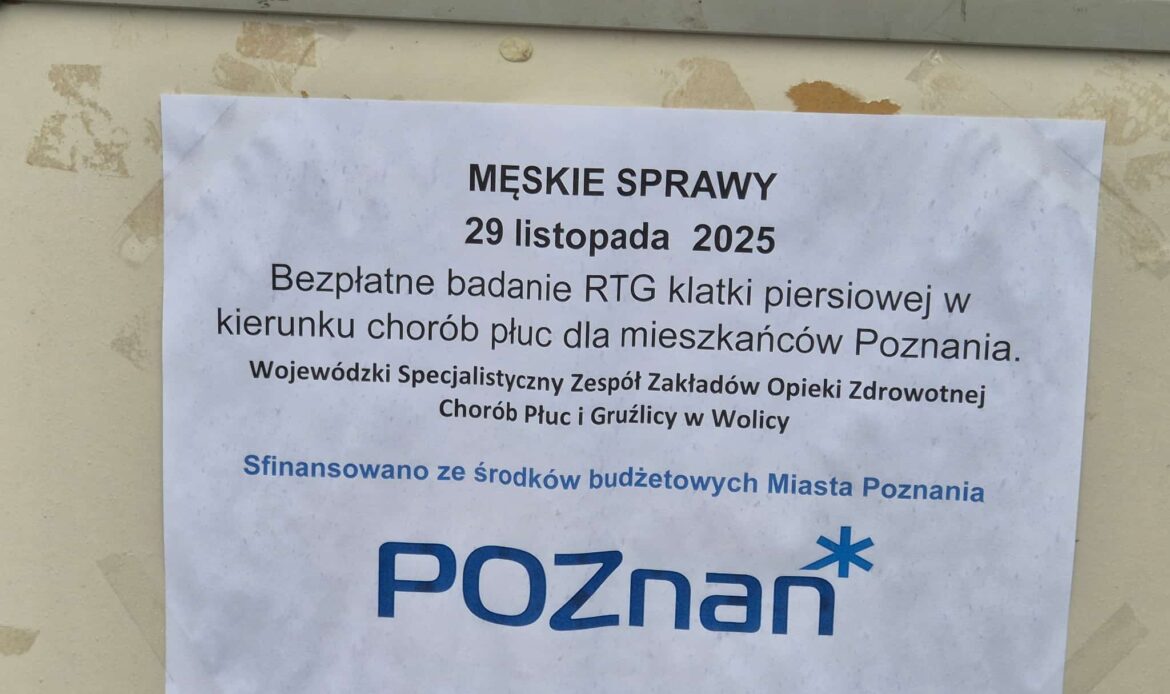 MĘSKIE SPRAWY
29 listopada 2025
Bezpłatne badanie RTG klatki piersiowej w
kierunku chorób płuc dla mieszkańców Poznania.
Wojewódzki Specjalistyczny Zespół Zakładów Opieki Zdrowotnej
Chorób Płuc i Gruźlicy w Wolicy
Sfinansowano ze środków budżetowych Miasta Poznania
POZnań*